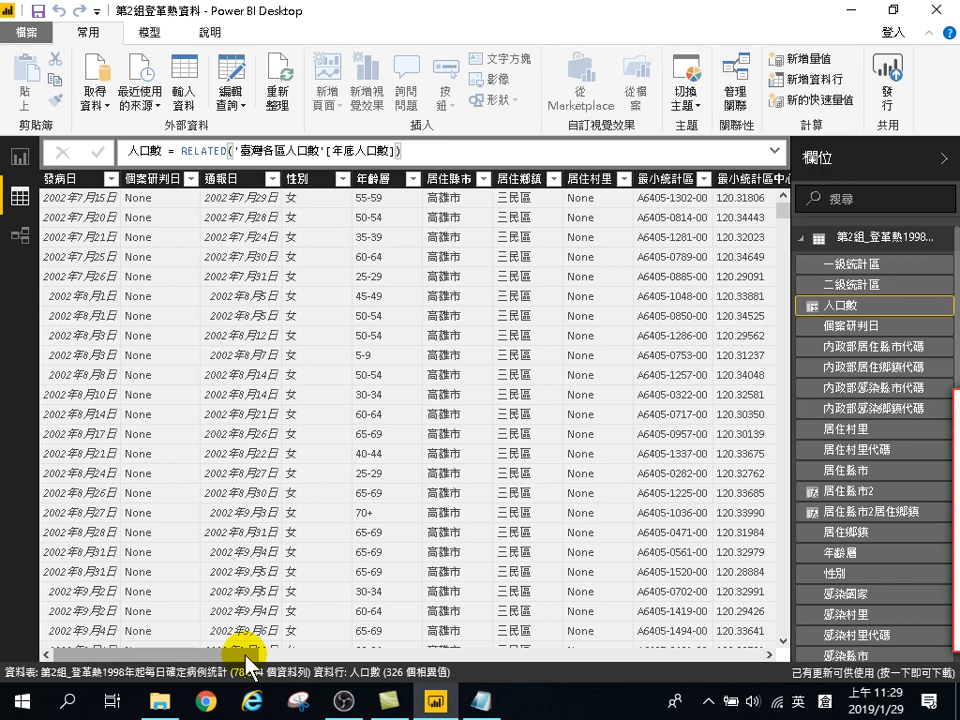 第2組登革熱資料 - Power BI Desktop
檔案 常用 模型 說明 登入
貼上
剪貼簿
取得資料 最近使用的來源 輸入資料 編輯查詢 重新整理
外部資料
新增頁面 新增視覺效果 詢問問題 按鈕 文字方塊 影像 形狀
插入
從 Marketplace 從檔案
自訂視覺效果
切換主題
主題
管理關聯
關聯性
新增量值
新增資料行
新的快速量值
計算
發行
共用
人口數 = RELATED('臺灣各區人口數'[年底人口數])
發病日 個案研判日 通報日 性別 年齡層 居住縣市 居住鄉鎮 居住村里 最小統計區 最小統計區中心
2002年7月25日 None 2002年7月29日 女 55-59 高雄市 三民區 None A6405-1302-00 120.31806
2002年7月20日 None 2002年7月28日 女 50-54 高雄市 三民區 None A6405-0814-00 120.34443
2002年7月21日 None 2002年7月24日 女 35-39 高雄市 三民區 None A6405-1281-00 120.32023
2002年7月25日 None 2002年7月30日 女 60-64 高雄市 三民區 None A6405-0789-00 120.34649
2002年7月26日 None 2002年7月31日 女 25-29 高雄市 三民區 None A6405-0885-00 120.29091
2002年8月1日 None 2002年8月5日 女 45-49 高雄市 三民區 None A6405-1048-00 120.33881
2002年8月1日 None 2002年8月5日 女 50-54 高雄市 三民區 None A6405-0850-00 120.34525
2002年8月3日 None 2002年8月12日 女 50-54 高雄市 三民區 None A6405-1286-00 120.29562
2002年8月3日 None 2002年8月7日 女 5-9 高雄市 三民區 None A6405-0753-00 120.31237
2002年8月8日 None 2002年8月14日 女 50-54 高雄市 三民區 None A6405-1257-00 120.34048
2002年8月10日 None 2002年8月14日 女 30-34 高雄市 三民區 None A6405-0322-00 120.32581
2002年8月14日 None 2002年8月21日 女 60-64 高雄市 三民區 None A6405-0717-00 120.30350
2002年8月17日 None 2002年8月26日 女 65-69 高雄市 三民區 None A6405-0957-00 120.30139
2002年8月21日 None 2002年8月22日 女 40-44 高雄市 三民區 None A6405-1337-00 120.33675
2002年8月24日 None 2002年8月27日 女 25-29 高雄市 三民區 None A6405-0282-00 120.32762
2002年8月26日 None 2002年8月30日 女 65-69 高雄市 三民區 None A6405-1225-00 120.33685
2002年8月27日 None 2002年9月3日 女 70+ 高雄市 三民區 None A6405-1036-00 120.33990
2002年8月28日 None 2002年8月31日 女 65-69 高雄市 三民區 None A6405-0471-00 120.31984
2002年8月31日 None 2002年9月4日 女 65-69 高雄市 三民區 None A6405-0561-00 120.32979
2002年8月31日 None 2002年9月5日 女 65-69 高雄市 三民區 None A6405-1520-00 120.28884
2002年9月2日 None 2002年9月5日 女 30-34 高雄市 三民區 None A6405-0702-00 120.32991
2002年9月1日 None 2002年9月4日 女 60-64 高雄市 三民區 None A6405-1419-00 120.29426
2002年9月4日 None 2002年9月6日 女 65-69 高雄市 三民區 None A6405-1494-00 120.33641
欄位
搜尋
第2組_登革熱1998...
一級統計區
二級統計區
人口數
個案研判日
內政部居住縣市代碼
內政部居住鄉鎮代碼
內政部感染縣市代碼
內政部感染鄉鎮代碼
居住村里
居住村里代碼
居住縣市
居住縣市2
居住縣市2居住鄉鎮
居住鄉鎮
年齡層
性別
感染國家
感染村里
感染村里代碼
感染縣市
資料表: 第2組_登革熱1998年起每日確定病例統計 個資料列) 資料行: 人口數 (326 個相異值)
已有更新可供使用 (按一下即可下載)
英
上午 11:29
2019/1/29